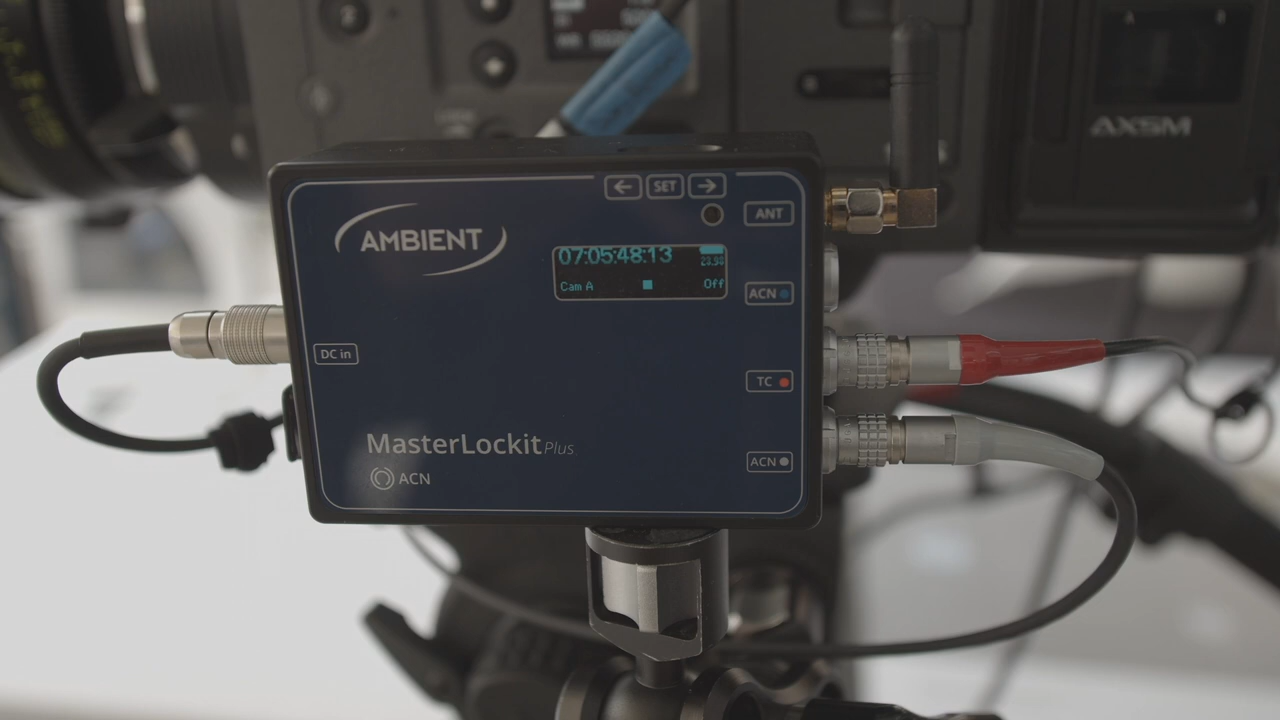 AXSM
← SET →
ANT
AMBIENT
07:05:48:13
23.98
Cam A
Off
ACN
DC in
TC
MasterLockit Plus
ACN
ACN